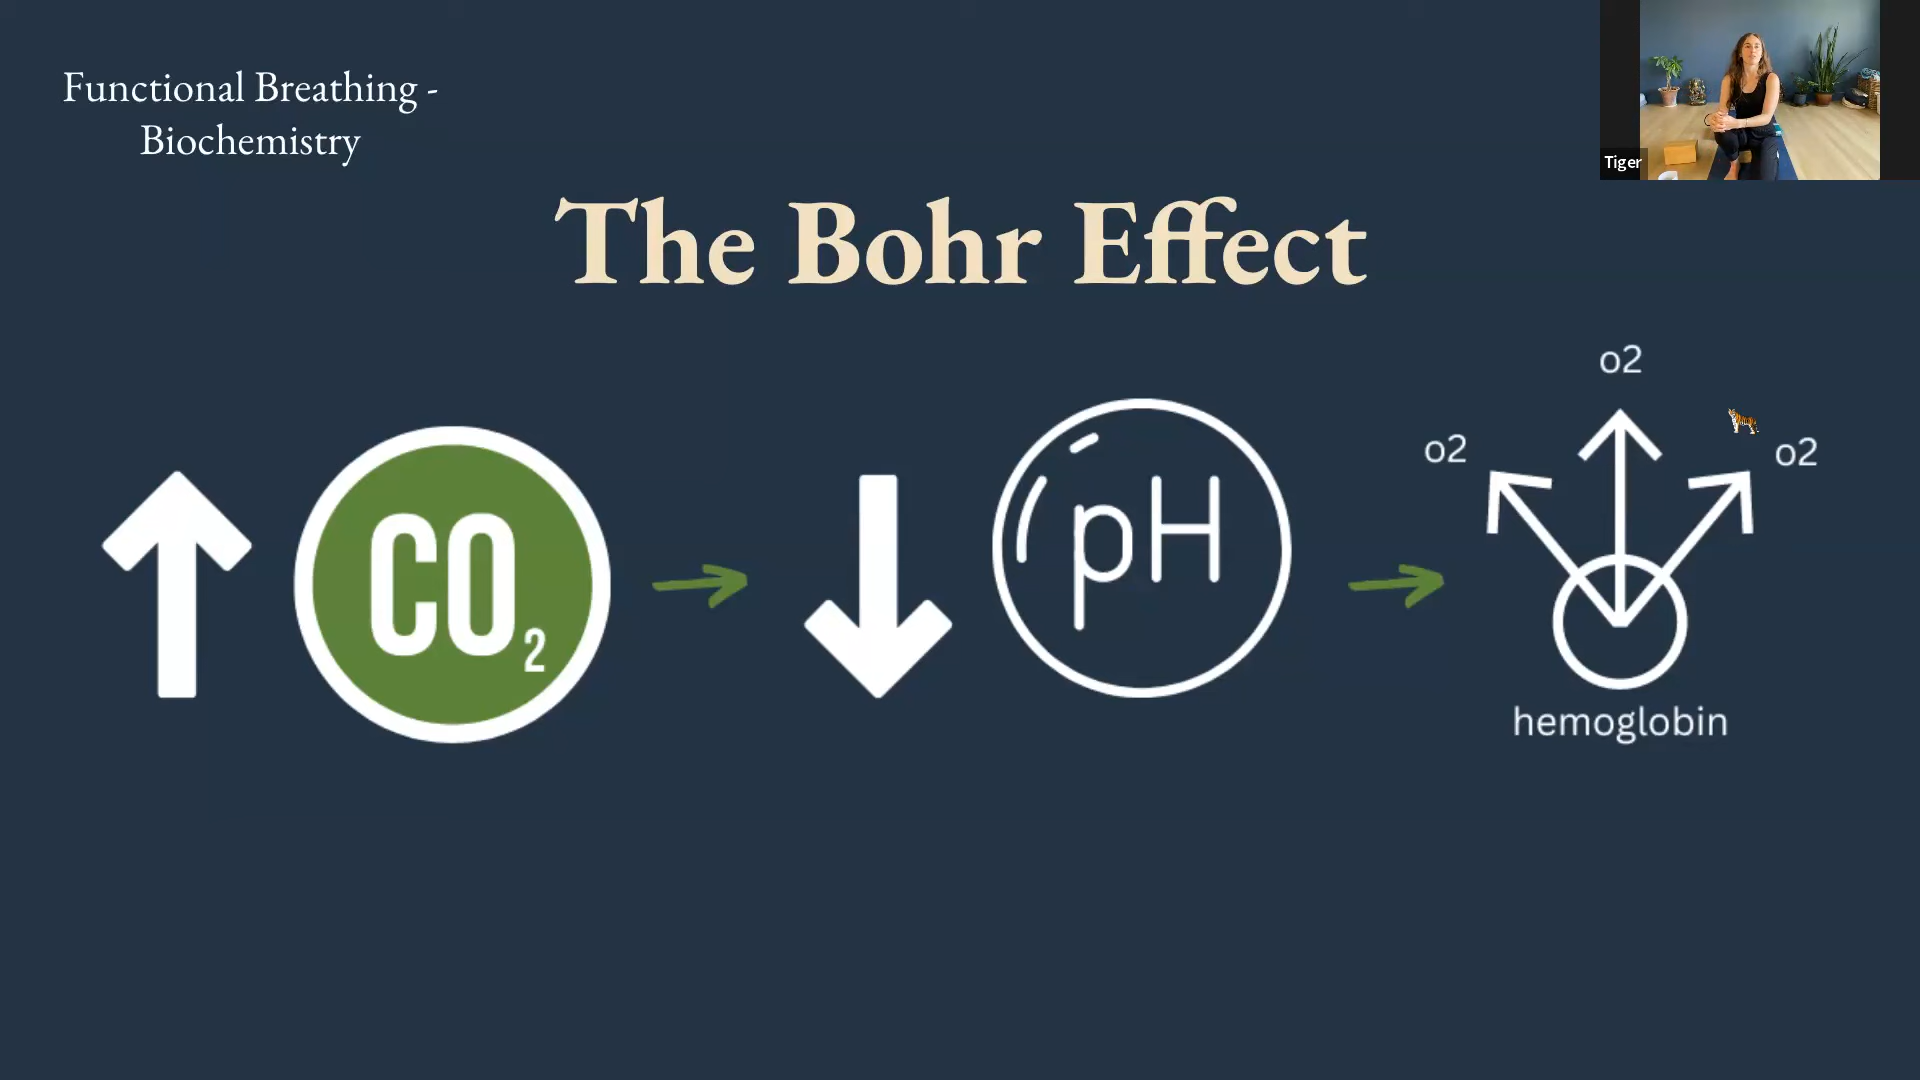 Functional Breathing -
Biochemistry
Tiger
The Bohr Effect
CO2
pH
o2
o2
o2
hemoglobin